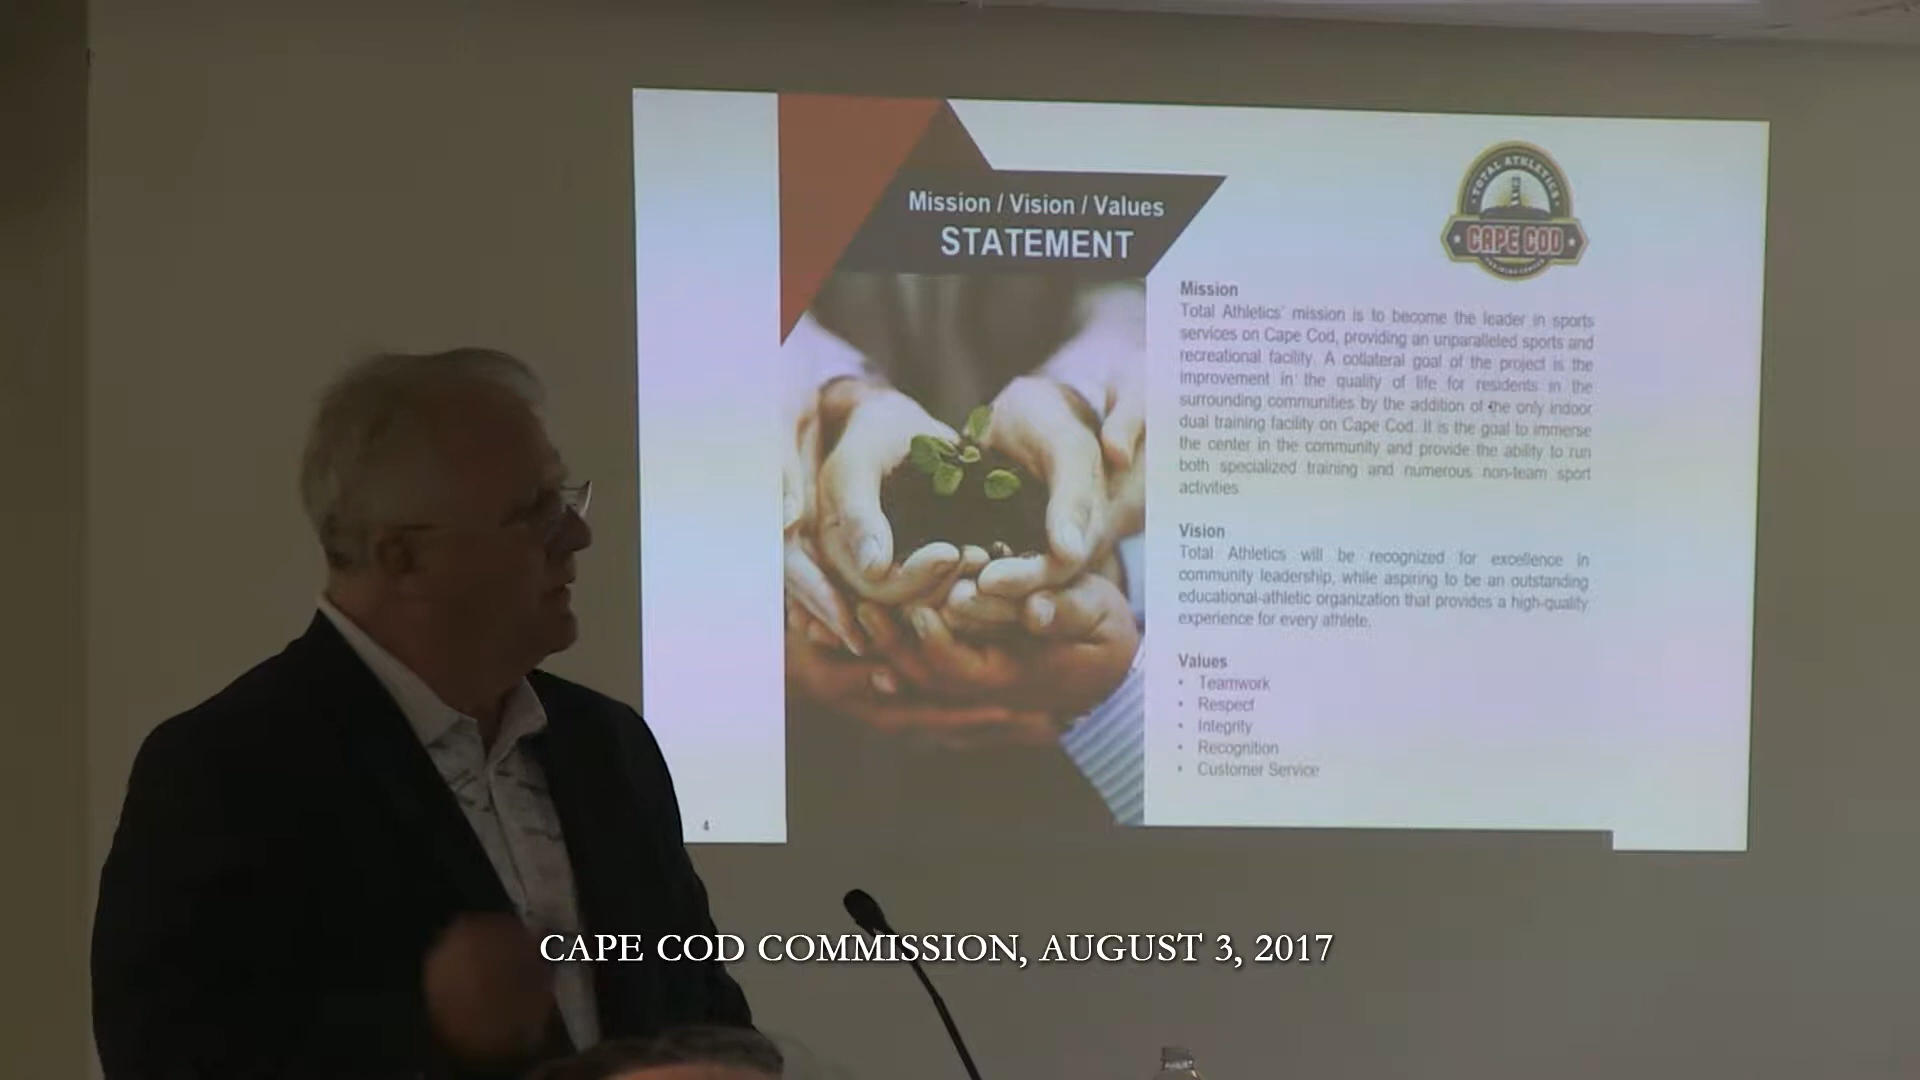 Mission / Vision / Values
STATEMENT
TOTAL ATHLETICS
CAPE COD
Mission
Total Athletics' mission is to become the leader in sports
services on Cape Cod, providing an unparalleled sports and
recreational facility. A collateral goal of the project is the
improvement in the quality of life for residents in the
surrounding communities by the addition of the only indoor
dual training facility on Cape Cod. It is the goal to immerse
the center in the community and provide the ability to run
both specialized training and numerous non-team sport
activities
Vision
Total Athletics will be recognized for excellence in
community leadership, while aspiring to be an outstanding
educational-athletic organization that provides a high-quality
experience for every athlete.
Values
• Teamwork
• Respect
• Integrity
• Recognition
• Customer Service
4
CAPE COD COMMISSION, AUGUST 3, 2017